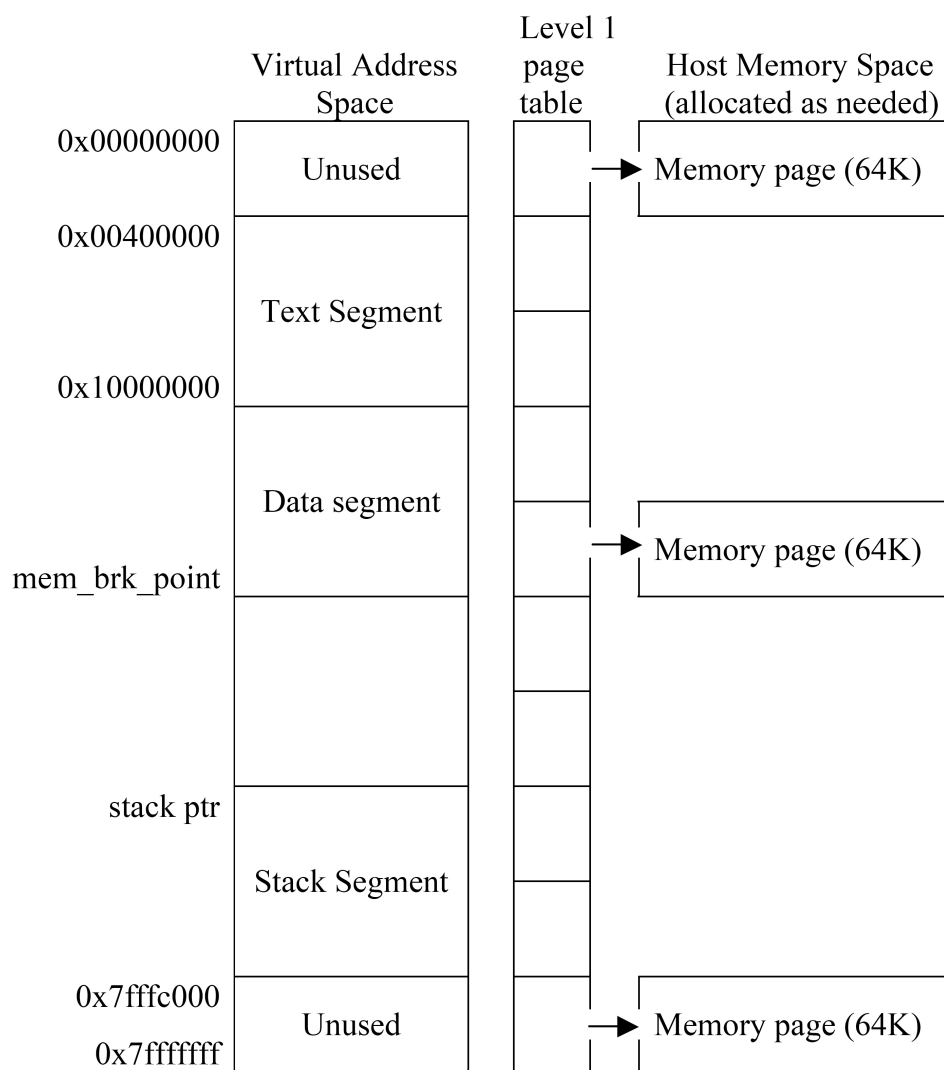 Level 1
Virtual Address page Host Memory Space
Space table (allocated as needed)
0x00000000
Unused Memory page (64K)
0x00400000
Text Segment
0x10000000
Data segment
Memory page (64K)
mem_brk_point
stack ptr
Stack Segment
0x7fffc000
Unused Memory page (64K)
0x7fffffff